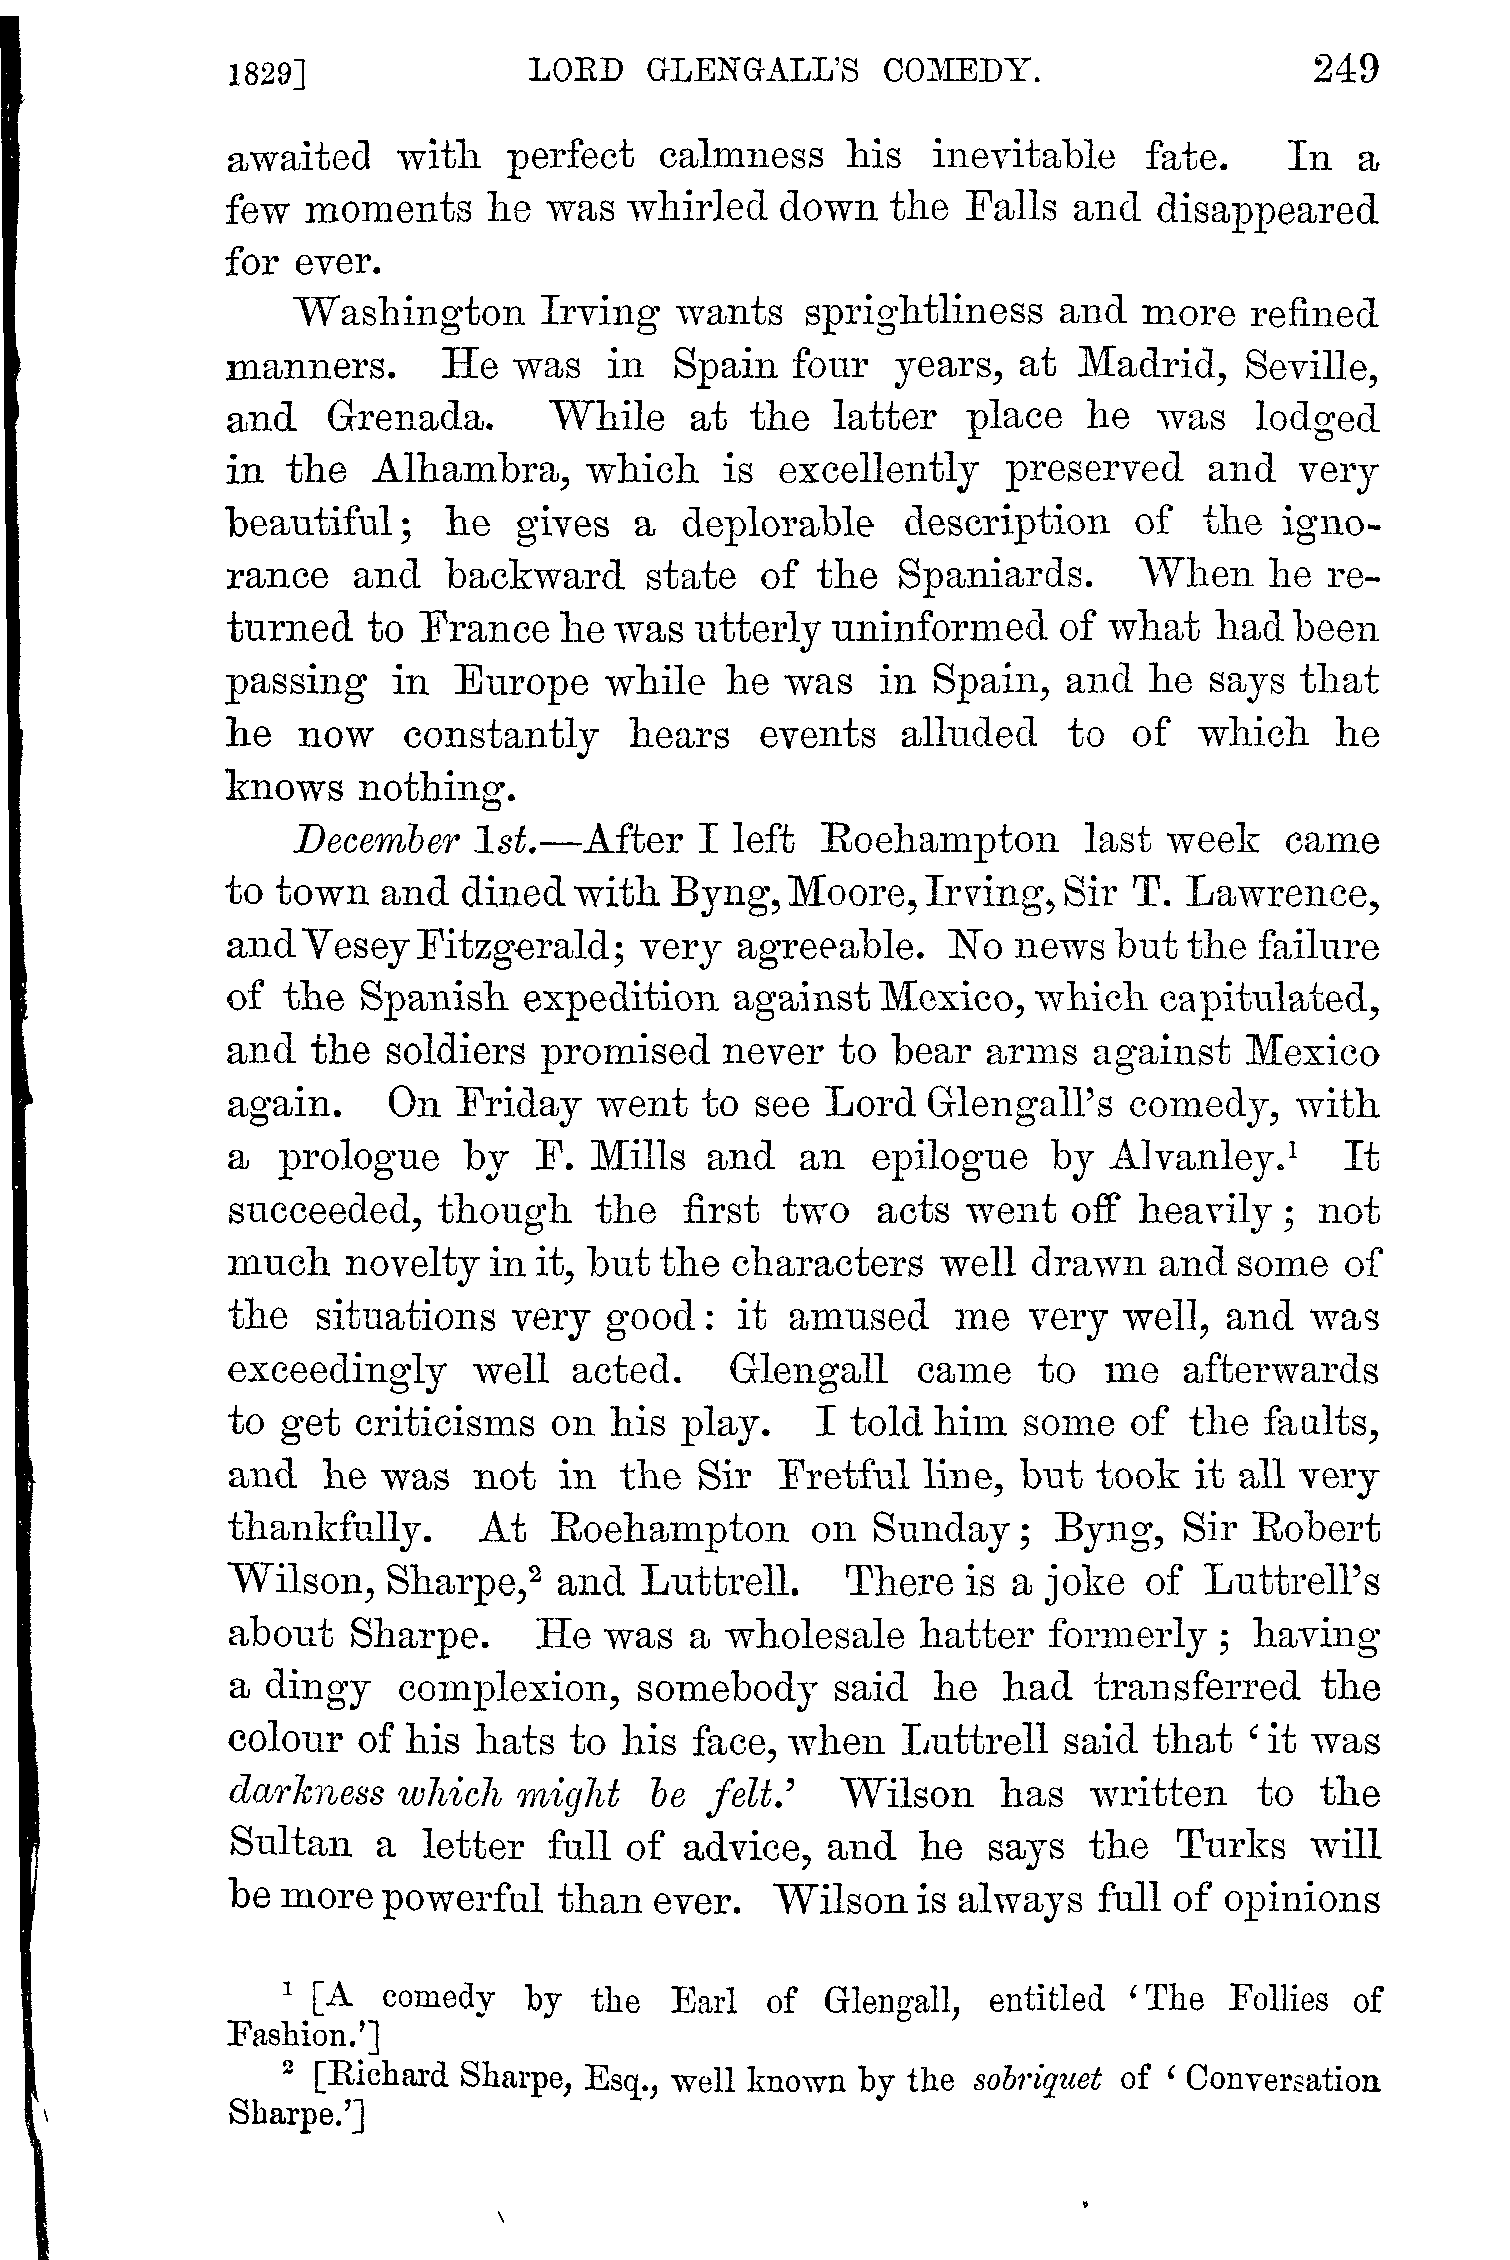 1829] LORD GLENGALL'S COMEDY. 249
awaited with perfect calmness his inevitable fate. In a
few moments he was whirled down the Falls and disappeared
for ever.
Washington Irving wants sprightliness and more refined
manners. He was in Spain four years, at Madrid, Seville,
and Grenada. While at the latter place he was lodged
in the Alhambra, which is excellently preserved and very
beautiful; he gives a deplorable description of the igno-
rance and backward state of the Spaniards. When he re-
turned to France he was utterly uninformed of what had been
passing in Europe while he was in Spain, and he says that
he now constantly hears events alluded to of which he
knows nothing.
December 1st.—After I left Roehampton last week came
to town and dined with Byng, Moore, Irving, Sir T. Lawrence,
and Vesey Fitzgerald; very agreeable. No news but the failure
of the Spanish expedition against Mexico, which capitulated,
and the soldiers promised never to bear arms against Mexico
again. On Friday went to see Lord Glengall's comedy, with
a prologue by F. Mills and an epilogue by Alvanley.¹ It
succeeded, though the first two acts went off heavily; not
much novelty in it, but the characters well drawn and some of
the situations very good: it amused me very well, and was
exceedingly well acted. Glengall came to me afterwards
to get criticisms on his play. I told him some of the faults,
and he was not in the Sir Fretful line, but took it all very
thankfully. At Roehampton on Sunday; Byng, Sir Robert
Wilson, Sharpe,² and Luttrell. There is a joke of Luttrell's
about Sharpe. He was a wholesale hatter formerly; having
a dingy complexion, somebody said he had transferred the
colour of his hats to his face, when Luttrell said that 'it was
darkness which might be felt.' Wilson has written to the
Sultan a letter full of advice, and he says the Turks will
be more powerful than ever. Wilson is always full of opinions
¹ [A comedy by the Earl of Glengall, entitled 'The Follies of
Fashion.']
² [Richard Sharpe, Esq., well known by the sobriquet of 'Conversation
Sharpe.']